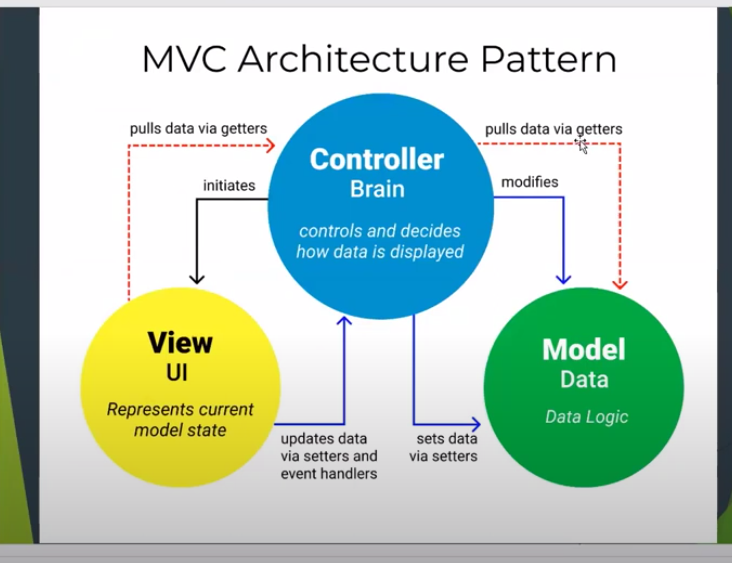 MVC Architecture Pattern
pulls data via getters
pulls data via getters
Controller
Brain
initiates
modifies
controls and decides
how data is displayed
View
UI
Represents current
model state
Model
Data
Data Logic
updates data
via setters and
event handlers
sets data
via setters